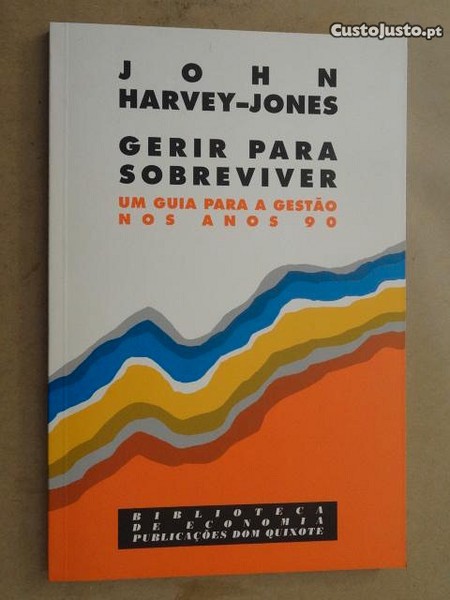 CustoJusto.pt
JOHN
HARVEY-JONES
GERIR PARA
SOBREVIVER
UM GUIA PARA A GESTÃO
NOS ANOS 90
BIBLIOTECA
DE ECONOMIA
PUBLICAÇÕES DOM QUIXOTE